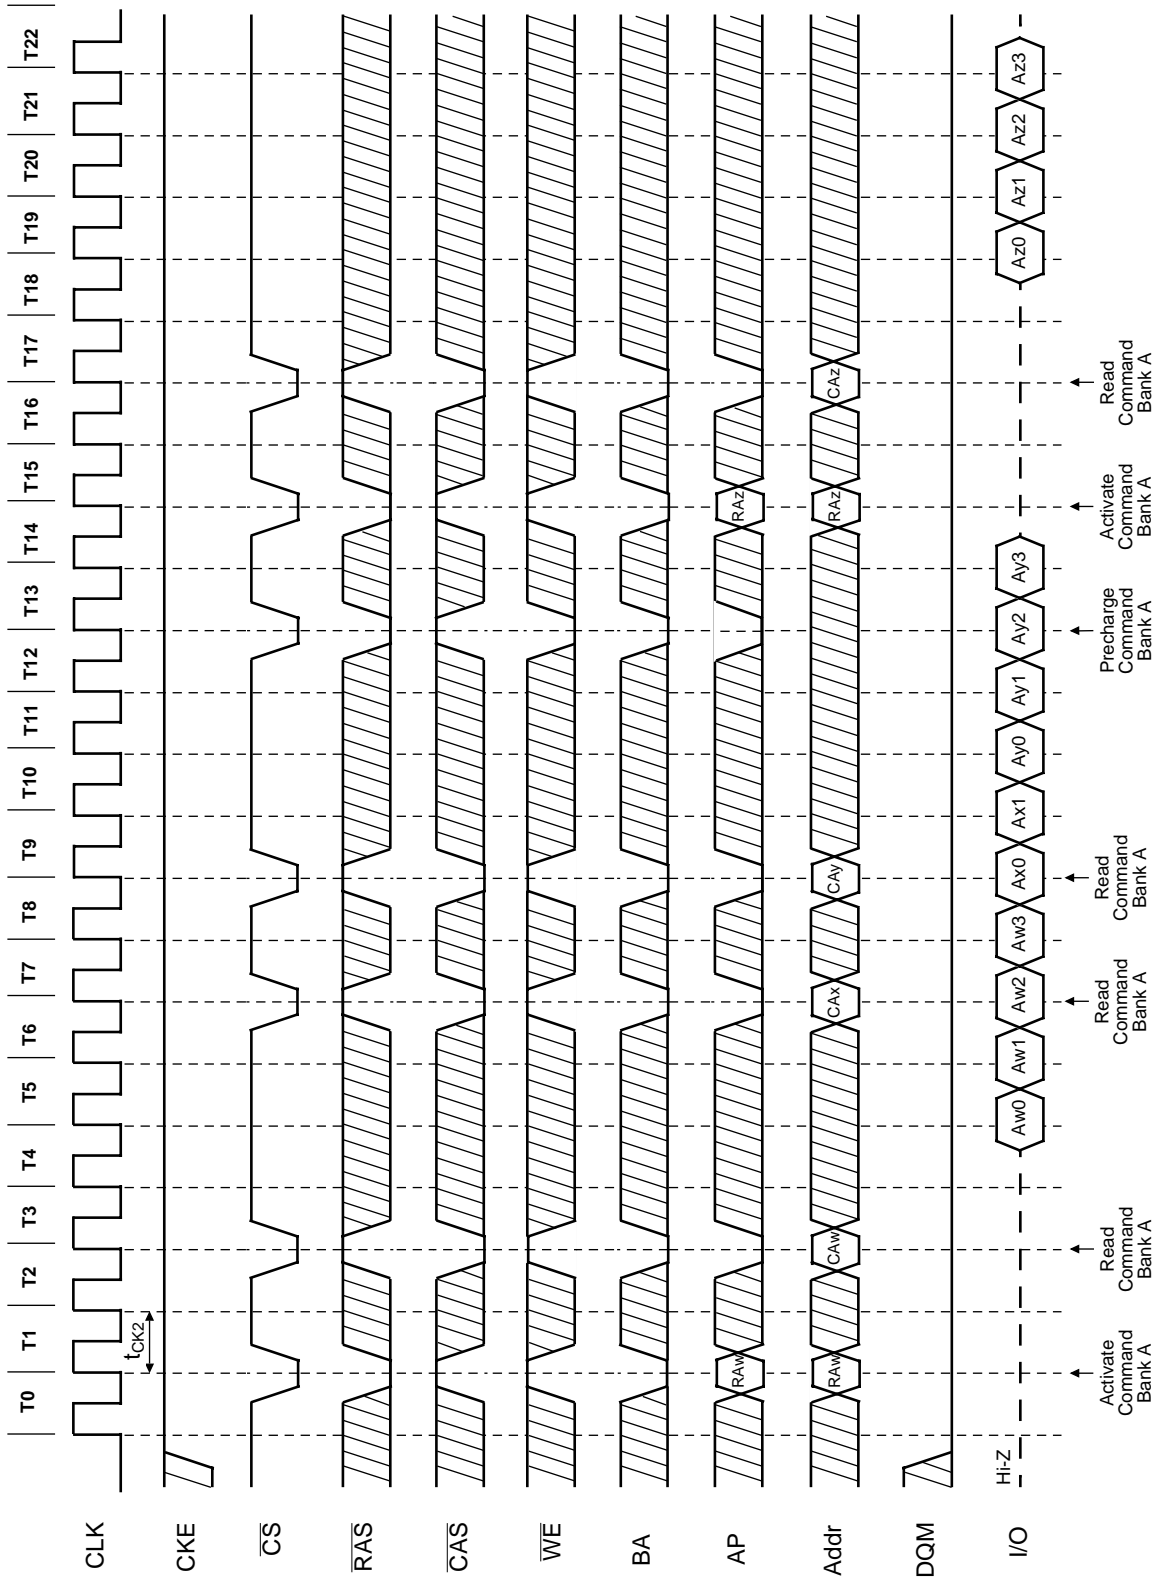 T0 T1 T2 T3 T4 T5 T6 T7 T8 T9 T10 T11 T12 T13 T14 T15 T16 T17 T18 T19 T20 T21 T22
CLK
tCK2
CKE
CS
RAS
CAS
WE
BA
AP RAw RAz
Addr RAw CAw CAx CAy RAz CAz
DQM
I/O Hi-Z Aw0 Aw1 Aw2 Aw3 Ax0 Ax1 Ay0 Ay1 Ay2 Ay3 Az0 Az1 Az2 Az3
Activate
Command
Bank A
Read
Command
Bank A
Read
Command
Bank A
Read
Command
Bank A
Precharge
Command
Bank A
Activate
Command
Bank A
Read
Command
Bank A